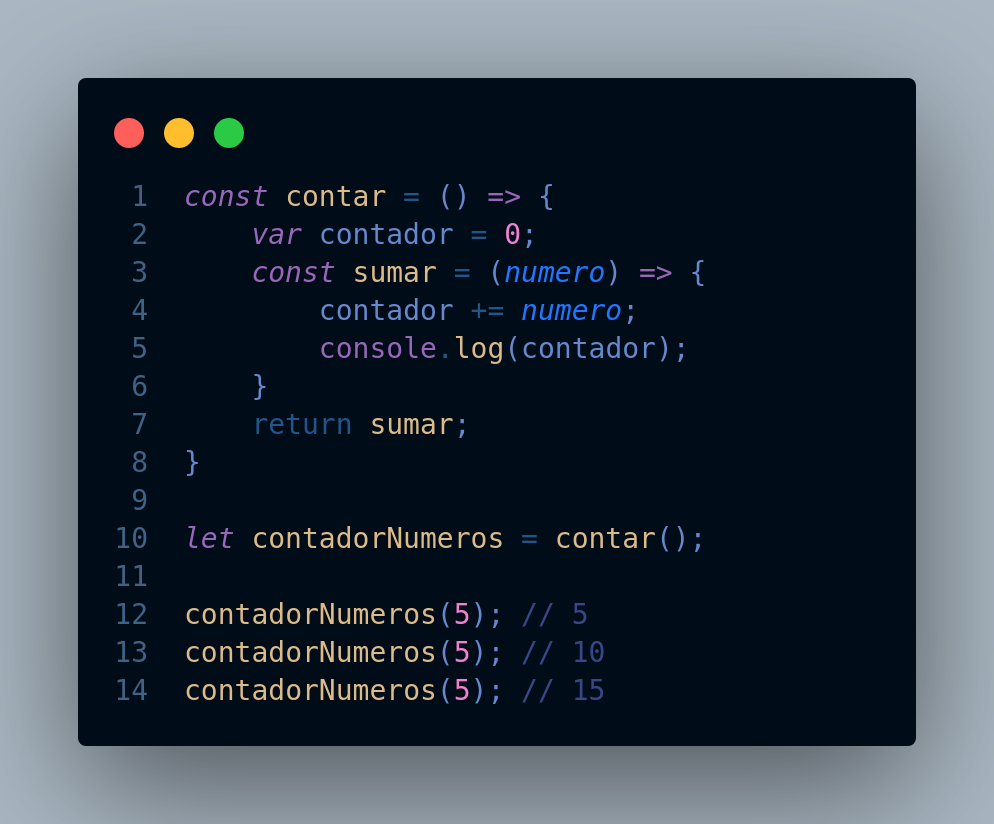 1 const contar = () => {
2     var contador = 0;
3     const sumar = (numero) => {
4         contador += numero;
5         console.log(contador);
6     }
7     return sumar;
8 }
9
10 let contadorNumeros = contar();
11
12 contadorNumeros(5); // 5
13 contadorNumeros(5); // 10
14 contadorNumeros(5); // 15